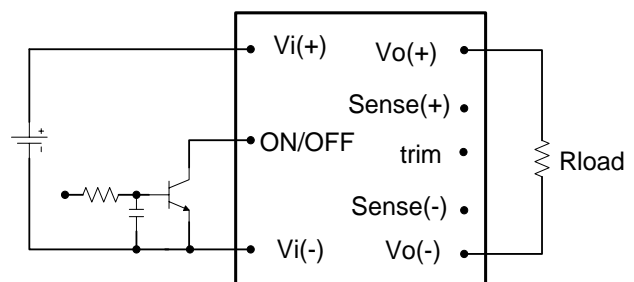 Vi(+)
Vo(+)
Sense(+)
ON/OFF
trim
Rload
Sense(-)
Vi(-)
Vo(-)
+
-